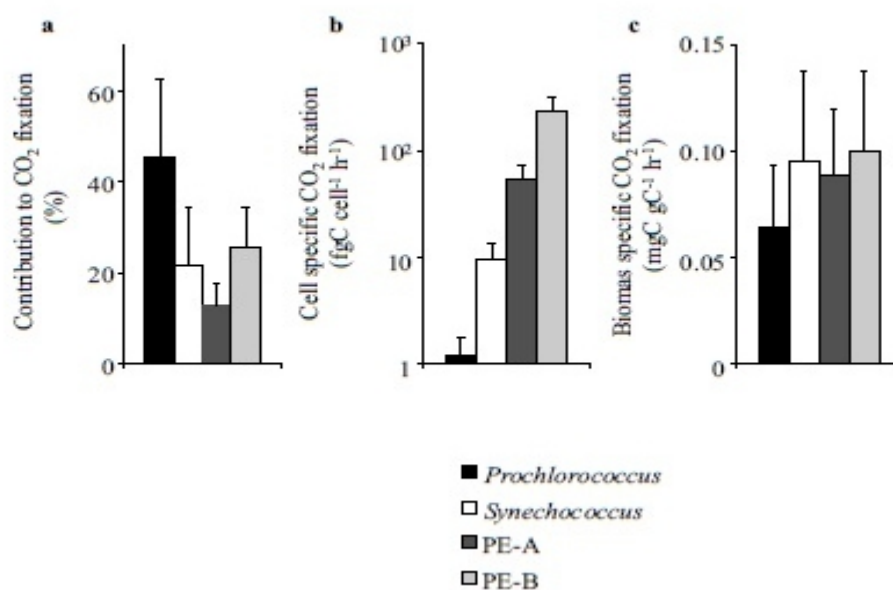 a
Contribution to CO₂ fixation
(%)
60
40
20
0
b
Cell specific CO₂ fixation
(fgC cell⁻¹ hr⁻¹)
10³
10²
10
1
c
Biomas specific CO₂ fixation
(mgC gC⁻¹ h⁻¹)
0.15
0.10
0.05
0
Prochlorococcus
Synechococcus
PE-A
PE-B